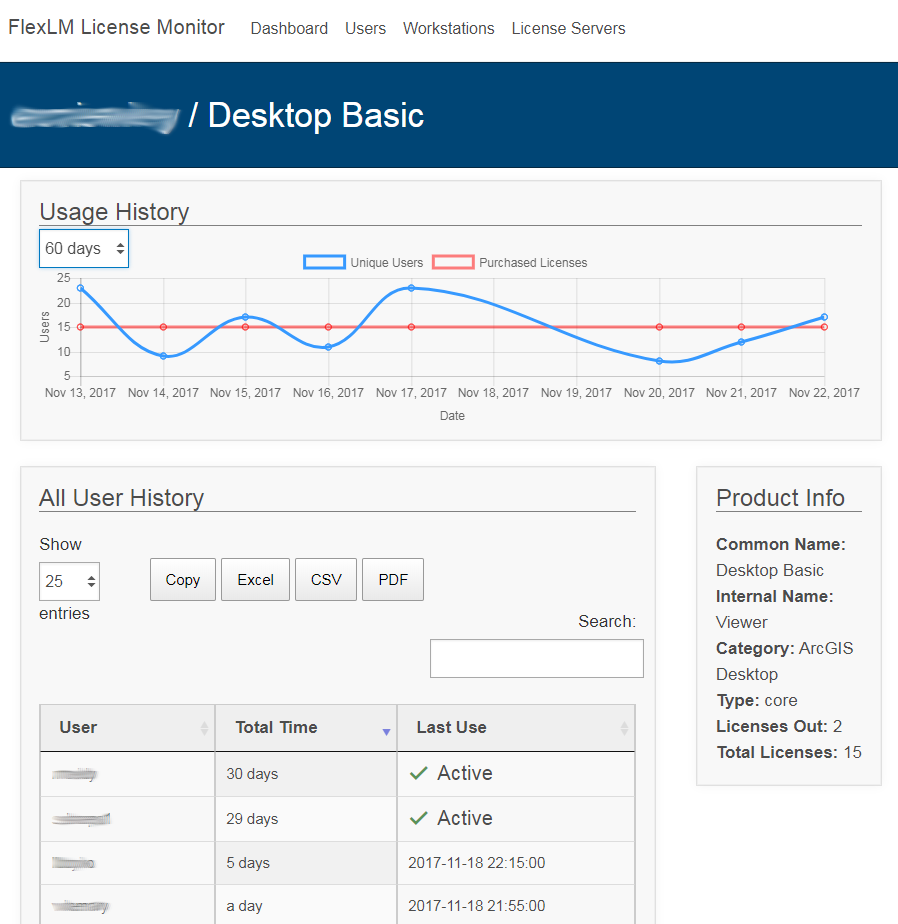 FlexLM License Monitor Dashboard Users Workstations License Servers
/ Desktop Basic
Usage History
60 days
Unique Users Purchased Licenses
25
20
15
10
5
Users
Nov 13, 2017 Nov 14, 2017 Nov 15, 2017 Nov 16, 2017 Nov 17, 2017 Nov 18, 2017 Nov 19, 2017 Nov 20, 2017 Nov 21, 2017 Nov 22, 2017
Date
All User History
Show
25
entries
Copy Excel CSV PDF
Search:
User Total Time Last Use
30 days Active
29 days Active
5 days 2017-11-18 22:15:00
a day 2017-11-18 21:55:00
Product Info
Common Name:
Desktop Basic
Internal Name:
Viewer
Category: ArcGIS
Desktop
Type: core
Licenses Out: 2
Total Licenses: 15